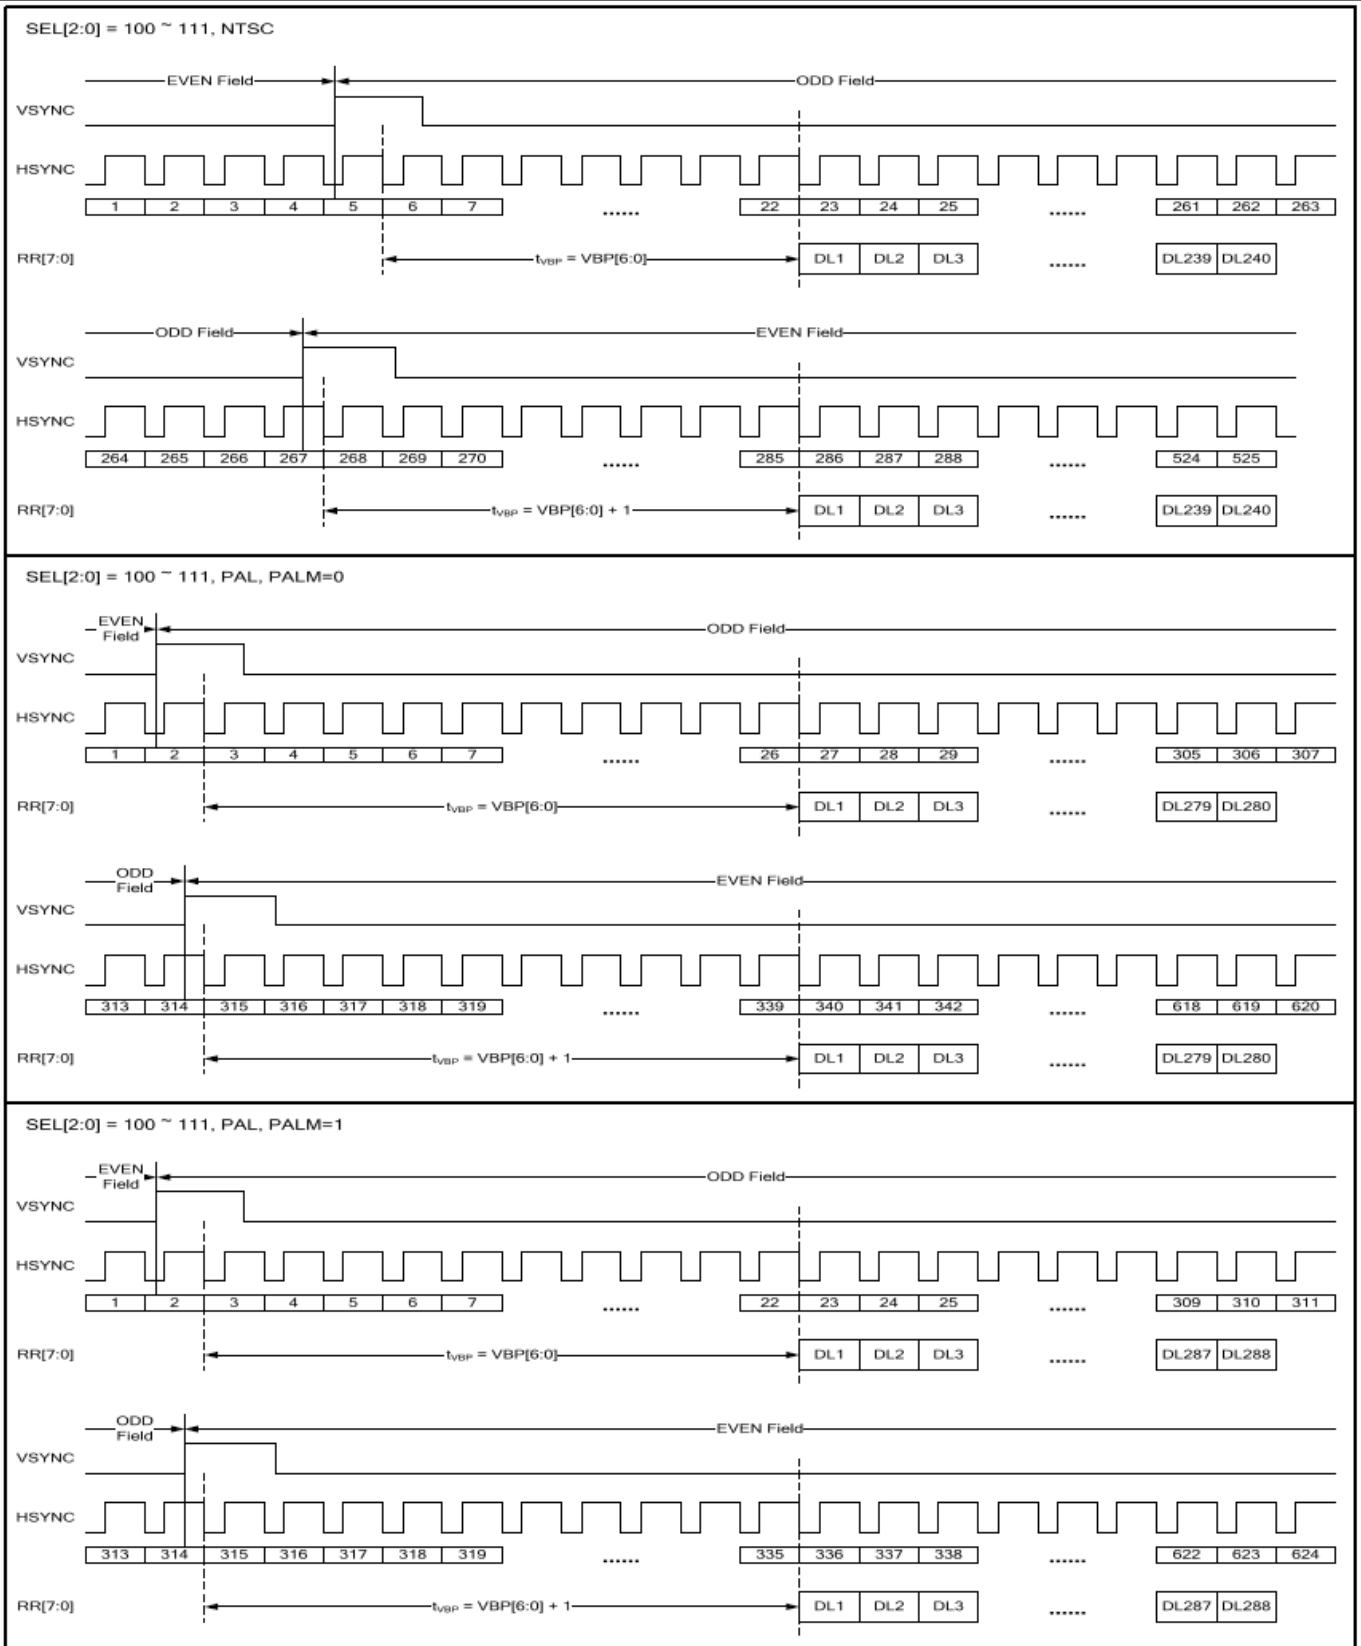 SEL[2:0] = 100 ~ 111, NTSC
EVEN Field ODD Field
VSYNC
HSYNC
1 2 3 4 5 6 7 ...... 22 23 24 25 ...... 261 262 263
RR[7:0] tVBP = VBP[6:0] DL1 DL2 DL3 ...... DL239 DL240
ODD Field EVEN Field
VSYNC
HSYNC
264 265 266 267 268 269 270 ...... 285 286 287 288 ...... 524 525
RR[7:0] tVBP = VBP[6:0] + 1 DL1 DL2 DL3 ...... DL239 DL240
SEL[2:0] = 100 ~ 111, PAL, PALM=0
EVEN Field ODD Field
VSYNC
HSYNC
1 2 3 4 5 6 7 ...... 26 27 28 29 ...... 305 306 307
RR[7:0] tVBP = VBP[6:0] DL1 DL2 DL3 ...... DL279 DL280
ODD Field EVEN Field
VSYNC
HSYNC
313 314 315 316 317 318 319 ...... 339 340 341 342 ...... 618 619 620
RR[7:0] tVBP = VBP[6:0] + 1 DL1 DL2 DL3 ...... DL279 DL280
SEL[2:0] = 100 ~ 111, PAL, PALM=1
EVEN Field ODD Field
VSYNC
HSYNC
1 2 3 4 5 6 7 ...... 22 23 24 25 ...... 309 310 311
RR[7:0] tVBP = VBP[6:0] DL1 DL2 DL3 ...... DL287 DL288
ODD Field EVEN Field
VSYNC
HSYNC
313 314 315 316 317 318 319 ...... 335 336 337 338 ...... 622 623 624
RR[7:0] tVBP = VBP[6:0] + 1 DL1 DL2 DL3 ...... DL287 DL288